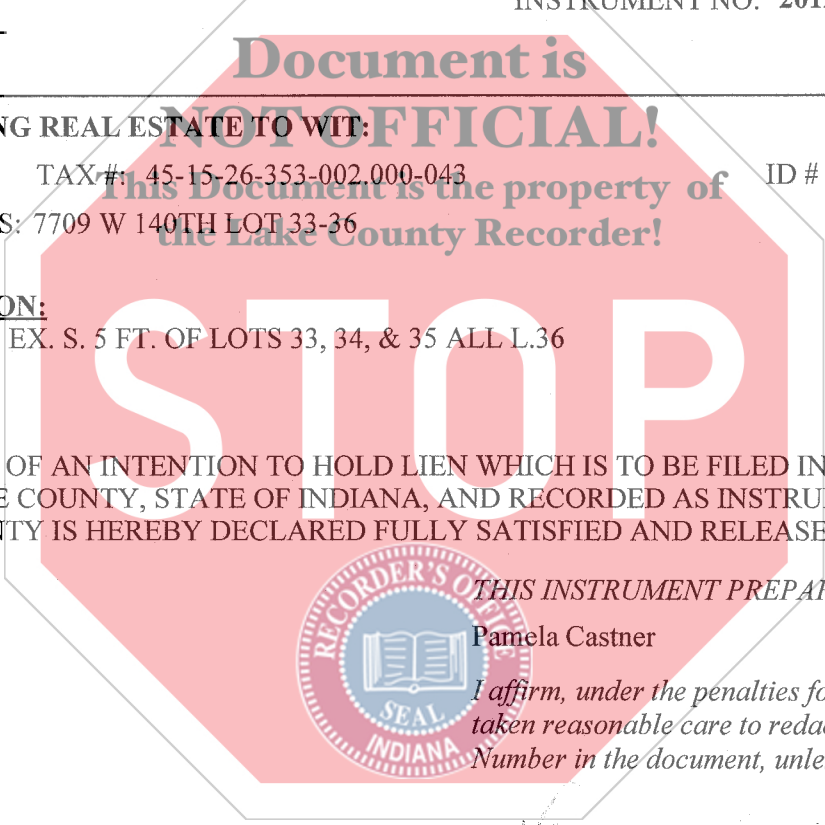 INSTRUMENT NO. 201
Document is
NOT OFFICIAL!
NG REAL ESTATE TO WIT:
TAX #: 45-15-26-353-002.000-043 ID #
This Document is the property of
S: 7709 W 140TH LOT 33-36
the Lake County Recorder!
ON:
EX. S. 5 FT. OF LOTS 33, 34, & 35 ALL L.36
STOP
OF AN INTENTION TO HOLD LIEN WHICH IS TO BE FILED IN
E COUNTY, STATE OF INDIANA, AND RECORDED AS INSTRU
NTY IS HEREBY DECLARED FULLY SATISFIED AND RELEASE
RECORDER'S OFFICE
SEAL
INDIANA
THIS INSTRUMENT PREPAR
Pamela Castner
I affirm, under the penalties fo
taken reasonable care to redac
Number in the document, unle